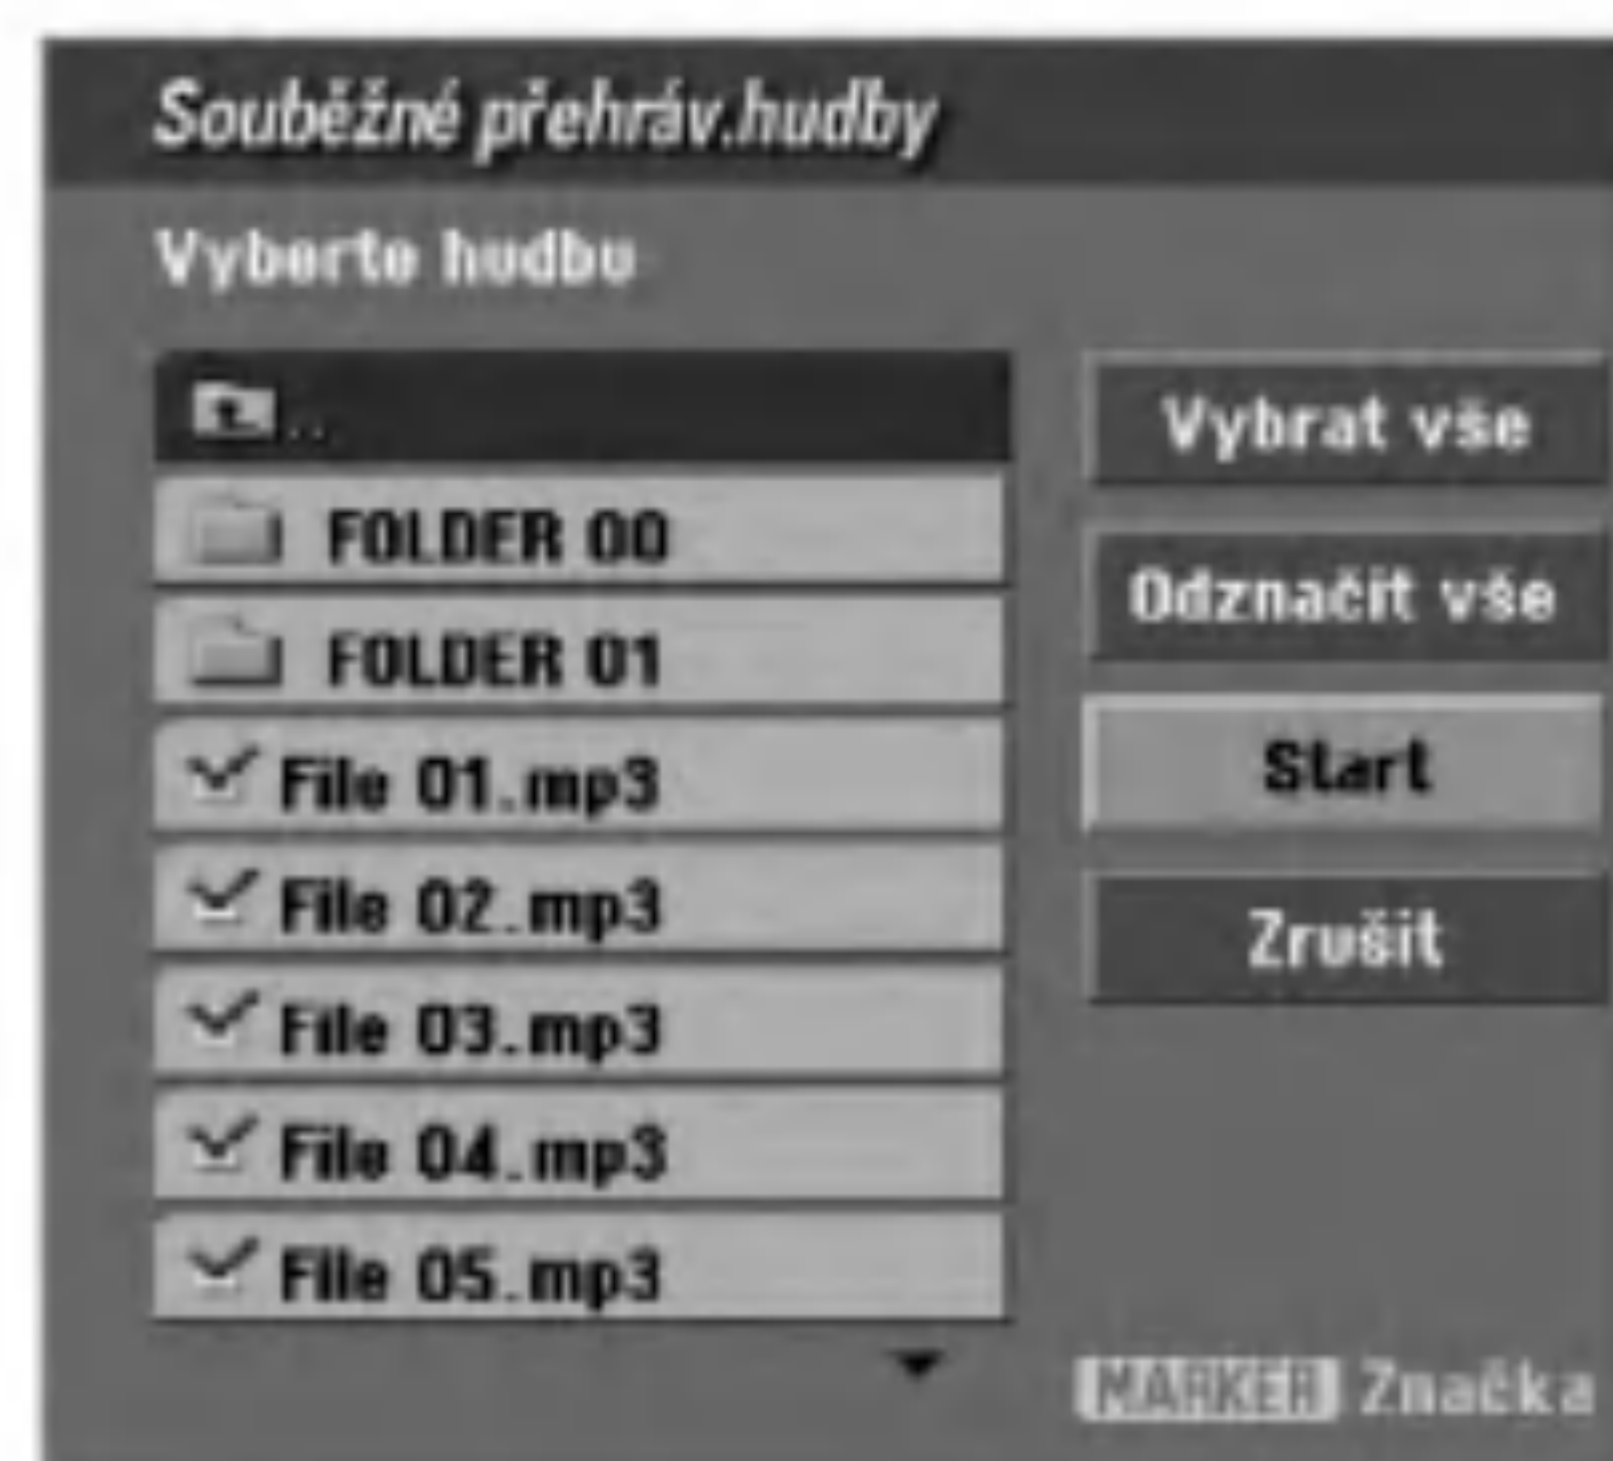 Souběžné přehráv.hudby
Vyberte hudbu
..
FOLDER 00
FOLDER 01
File 01.mp3
File 02.mp3
File 03.mp3
File 04.mp3
File 05.mp3
Vybrat vše
Odznačit vše
Start
Zrušit
MARKER Značka